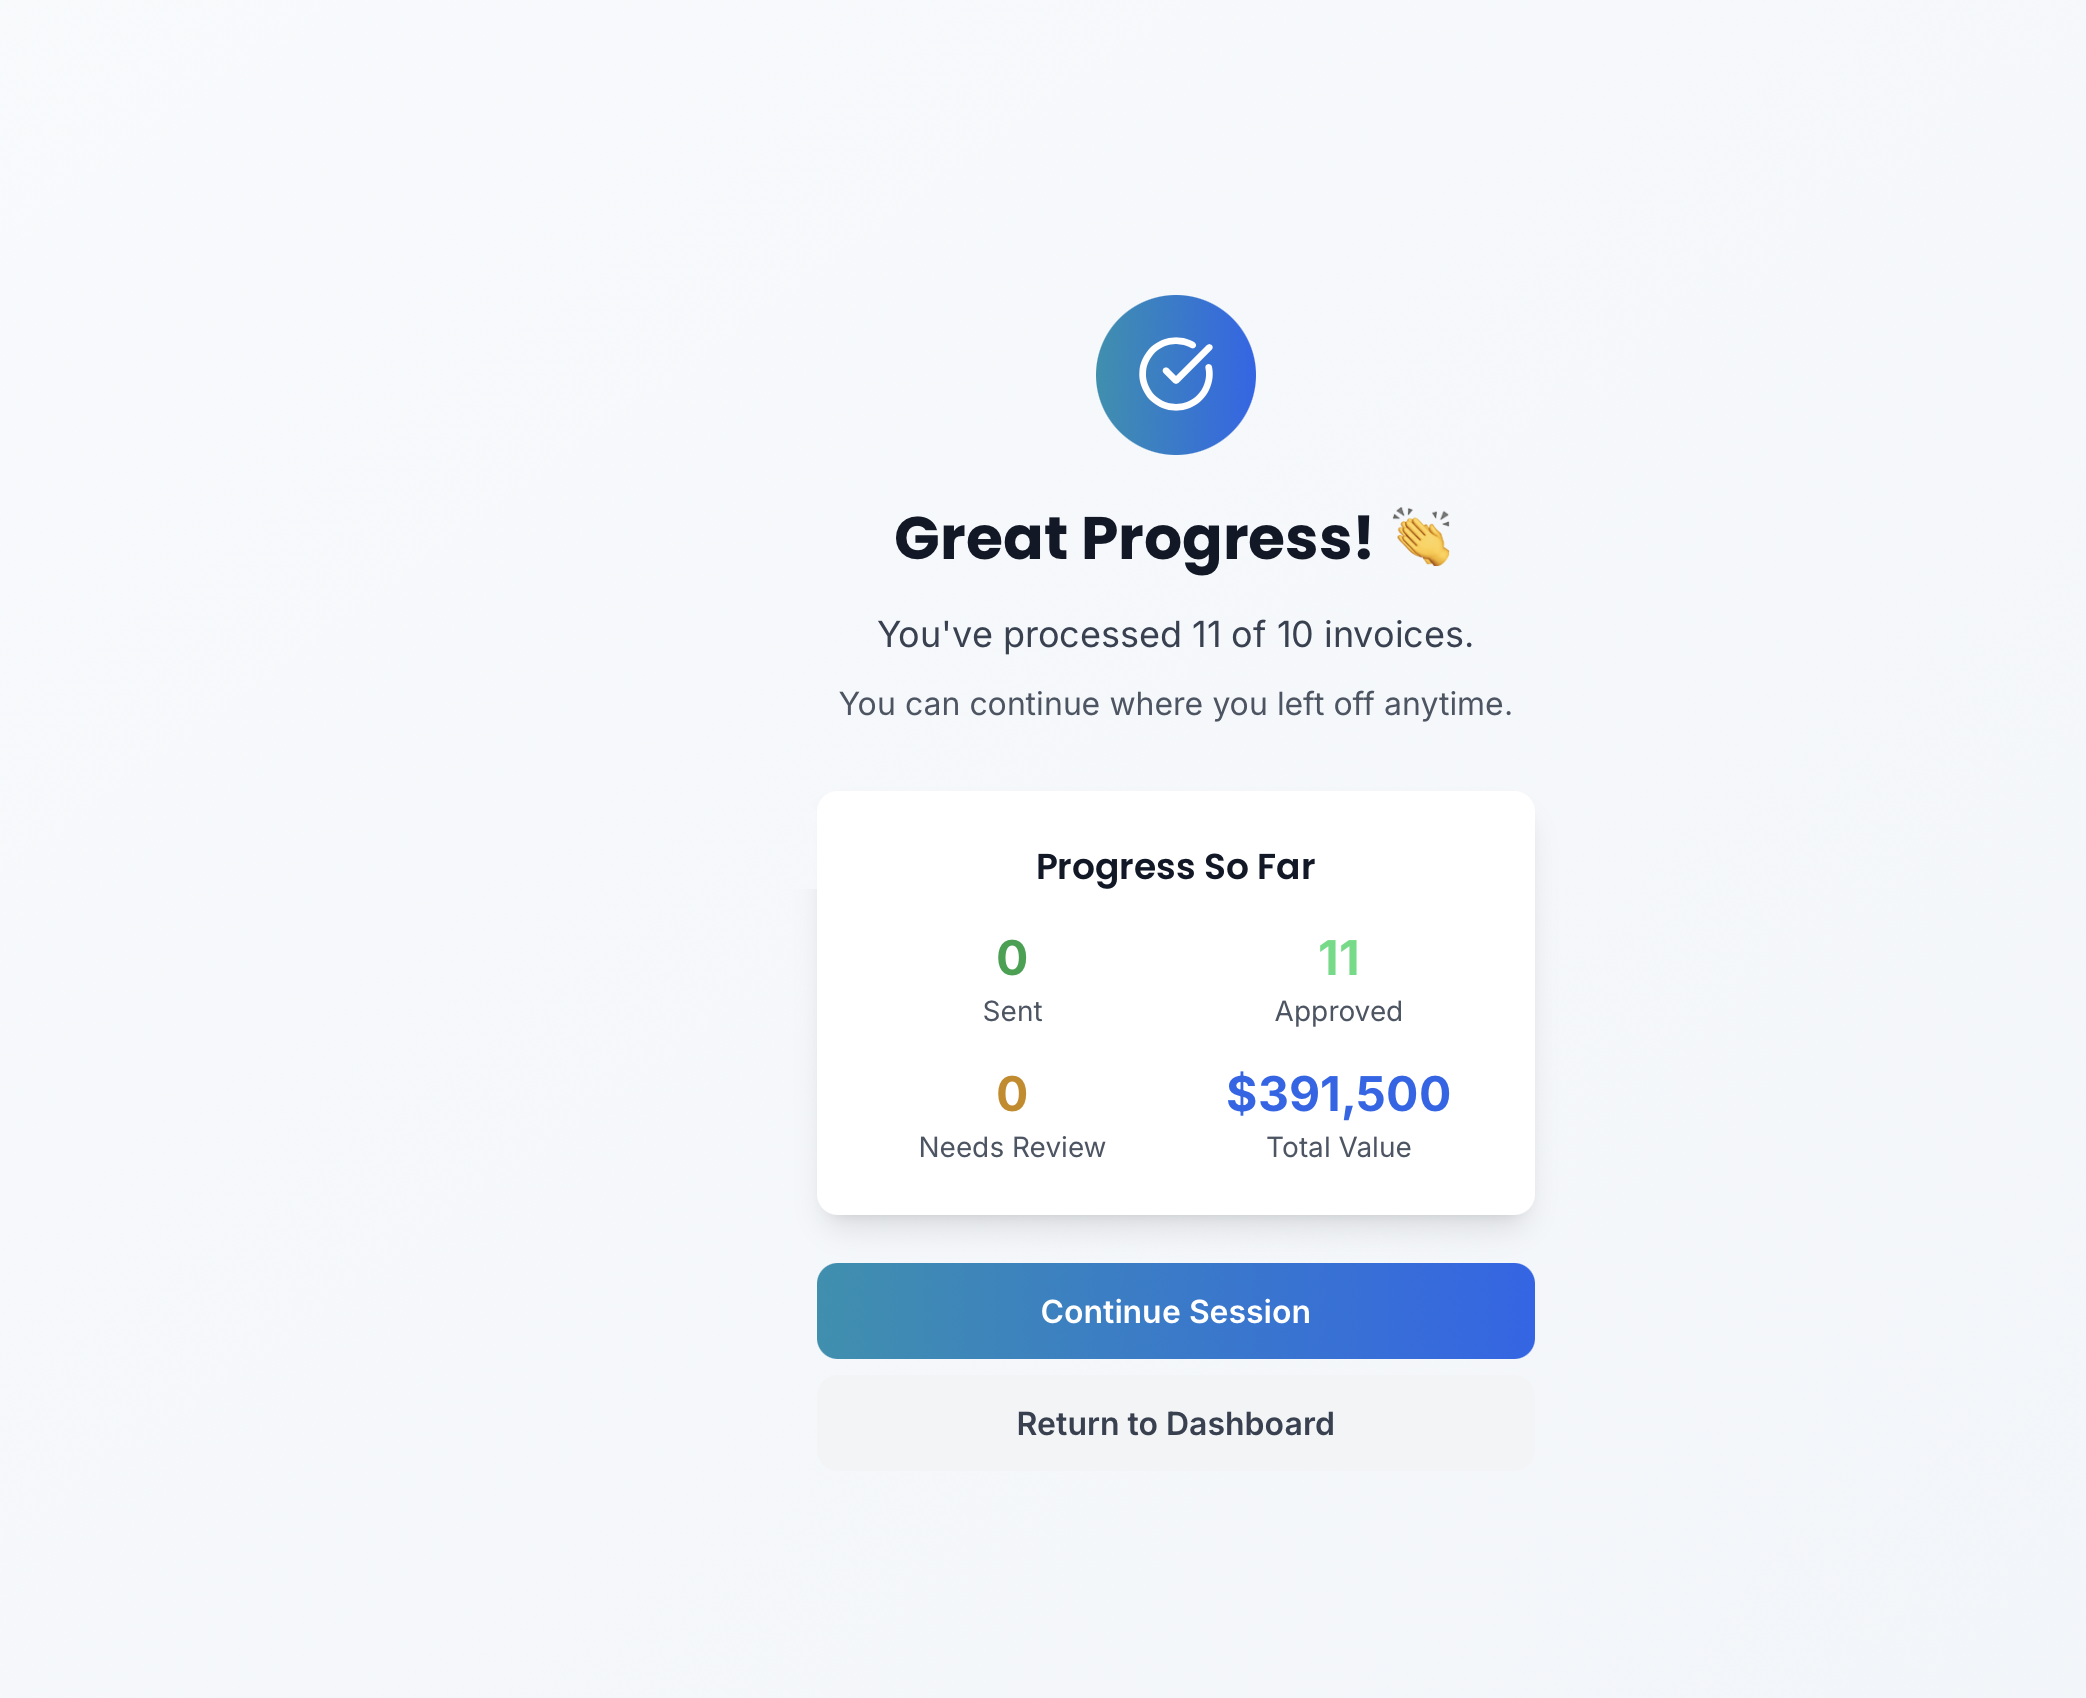 Great Progress! 👏
You've processed 11 of 10 invoices.
You can continue where you left off anytime.
Progress So Far
0
Sent
11
Approved
0
Needs Review
$391,500
Total Value
Continue Session
Return to Dashboard